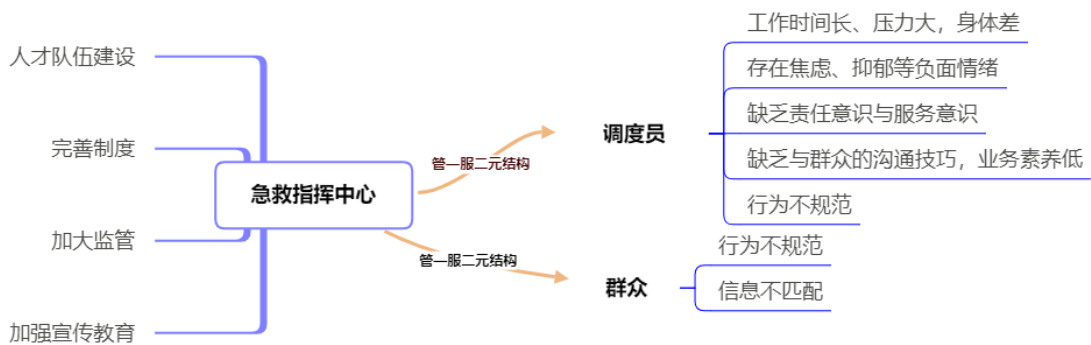 人才队伍建设
完善制度
加大监管
加强宣传教育
急救指挥中心
管—服二元结构
管—服二元结构
调度员
工作时间长、压力大，身体差
存在焦虑、抑郁等负面情绪
缺乏责任意识与服务意识
缺乏与群众的沟通技巧，业务素养低
行为不规范
群众
行为不规范
信息不匹配